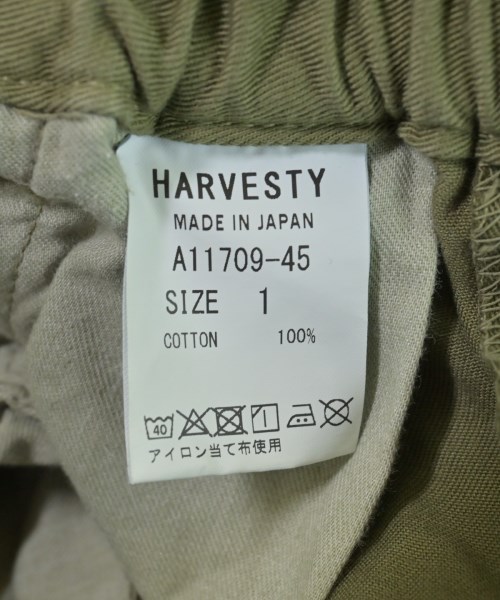 HARVESTY
MADE IN JAPAN
A11709-45
SIZE 1
COTTON 100%
40
アイロン当て布使用